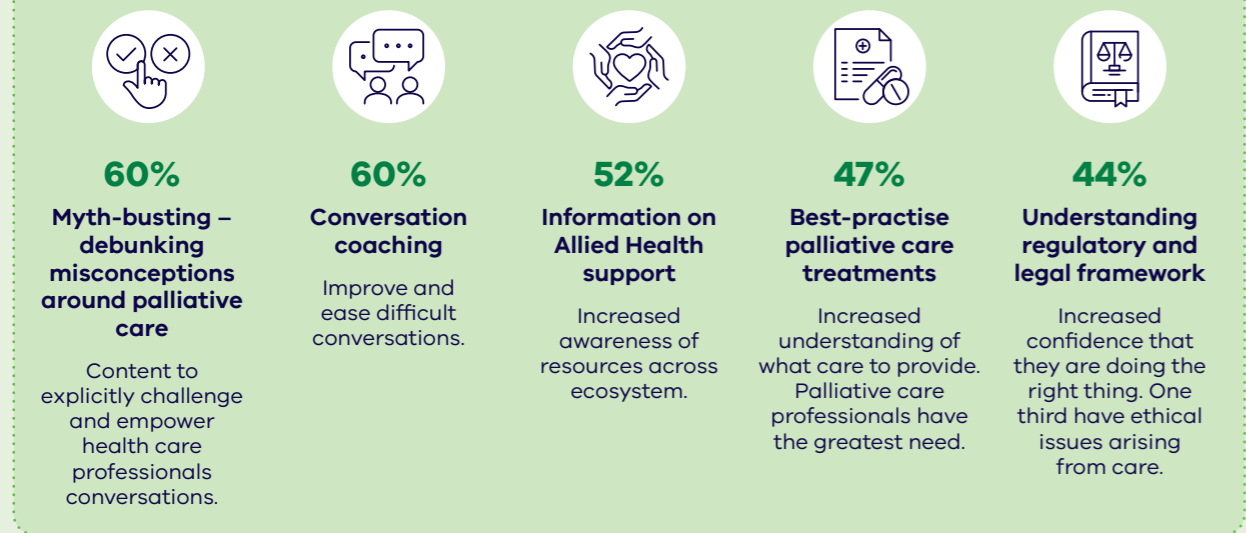 60%
Myth-busting –
debunking
misconceptions
around palliative
care
Content to
explicitly challenge
and empower
health care
professionals
conversations.
60%
Conversation
coaching
Improve and
ease difficult
conversations.
52%
Information on
Allied Health
support
Increased
awareness of
resources across
ecosystem.
47%
Best-practise
palliative care
treatments
Increased
understanding of
what care to provide.
Palliative care
professionals have
the greatest need.
44%
Understanding
regulatory and
legal framework
Increased
confidence that
they are doing the
right thing. One
third have ethical
issues arising
from care.